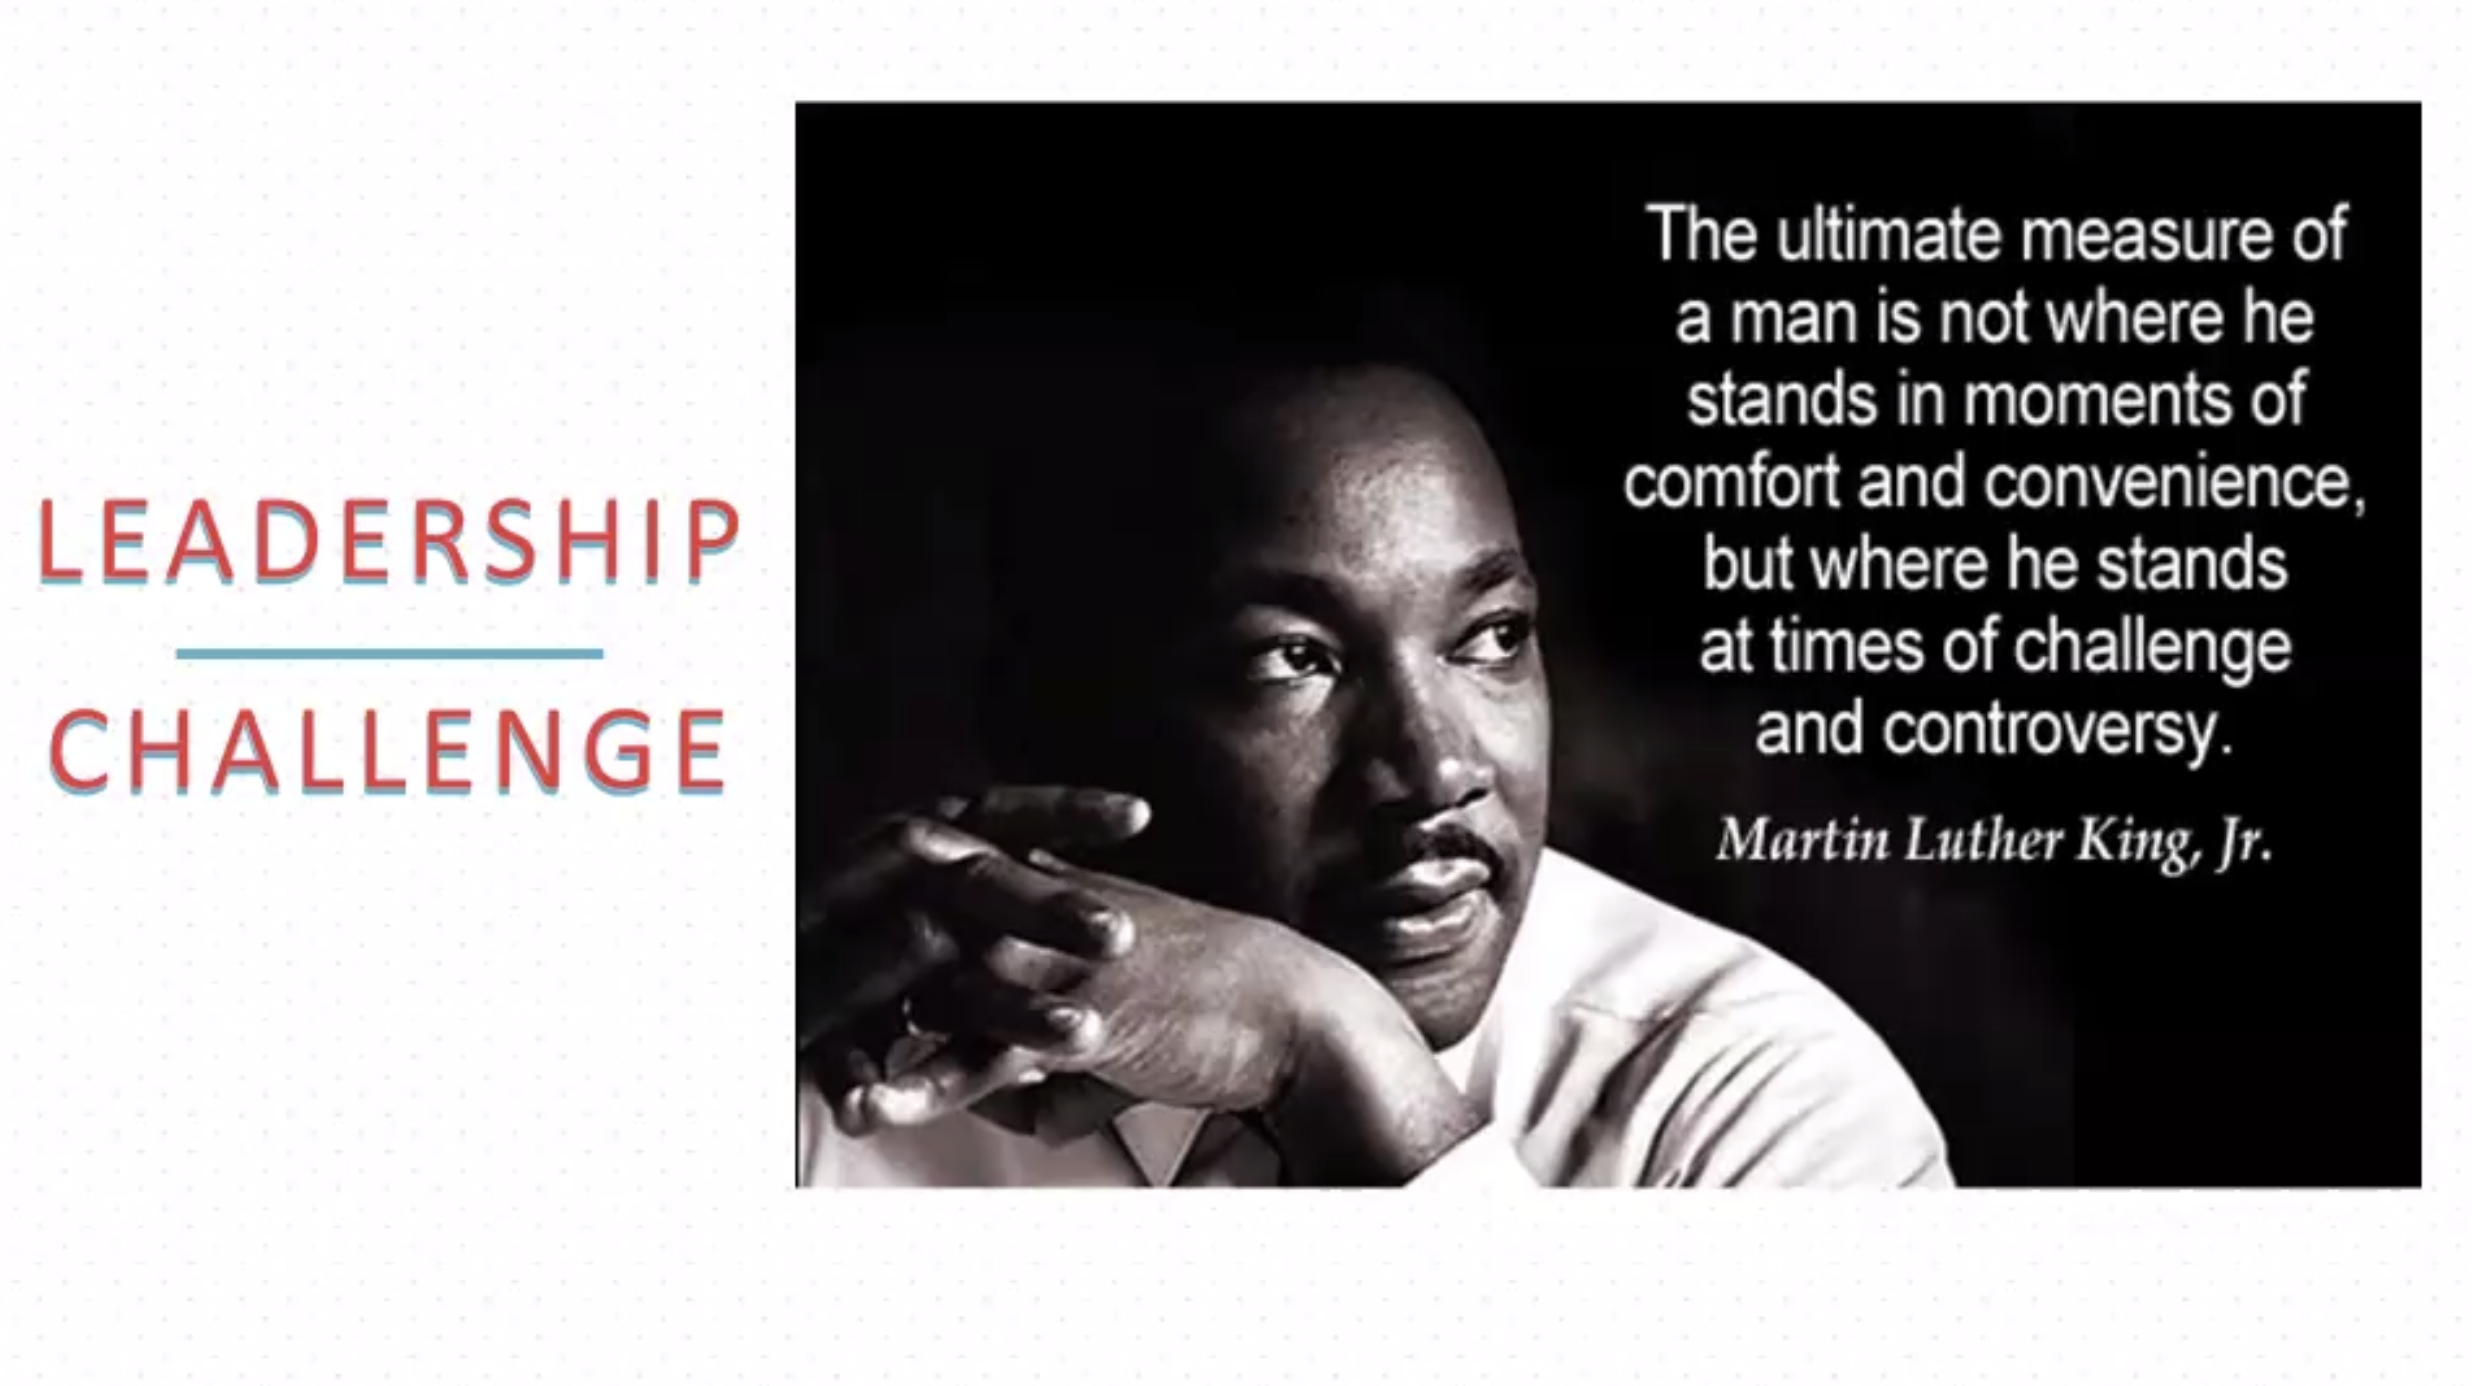 LEADERSHIP
CHALLENGE
The ultimate measure of
a man is not where he
stands in moments of
comfort and convenience,
but where he stands
at times of challenge
and controversy.
Martin Luther King, Jr.